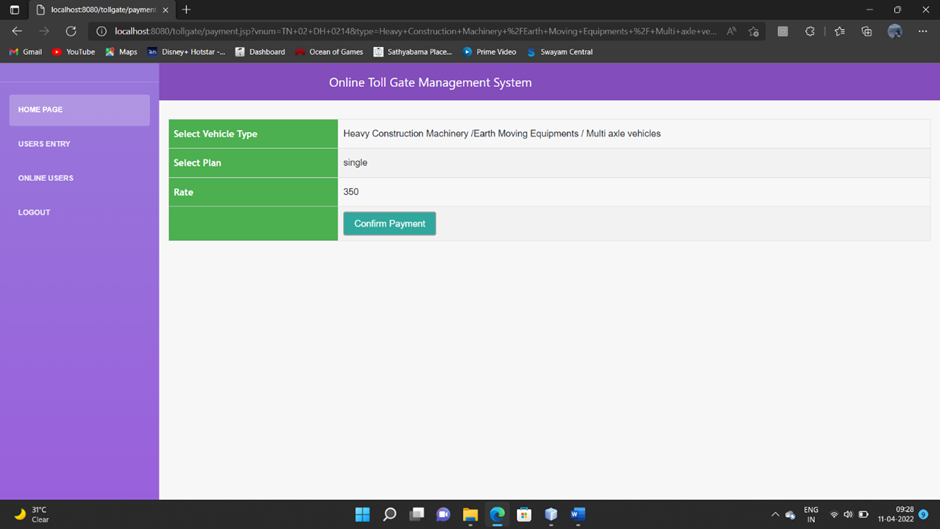 localhost:8080/tollgate/payment
localhost:8080/tollgate/payment.jsp?vnum=TN+02+DH+0214&type=Heavy+Construction+Machinery+%2FEarth+Moving+Equipments+%2F+Multi+axle+ve...
Gmail YouTube Maps Disney+ Hotstar -... Dashboard Ocean of Games Sathyabama Place... Prime Video Swayam Central
Online Toll Gate Management System
HOME PAGE
USERS ENTRY
ONLINE USERS
LOGOUT
Select Vehicle Type Heavy Construction Machinery /Earth Moving Equipments / Multi axle vehicles
Select Plan single
Rate 350
Confirm Payment
31°C
Clear
ENG
IN
09:28
11-04-2022